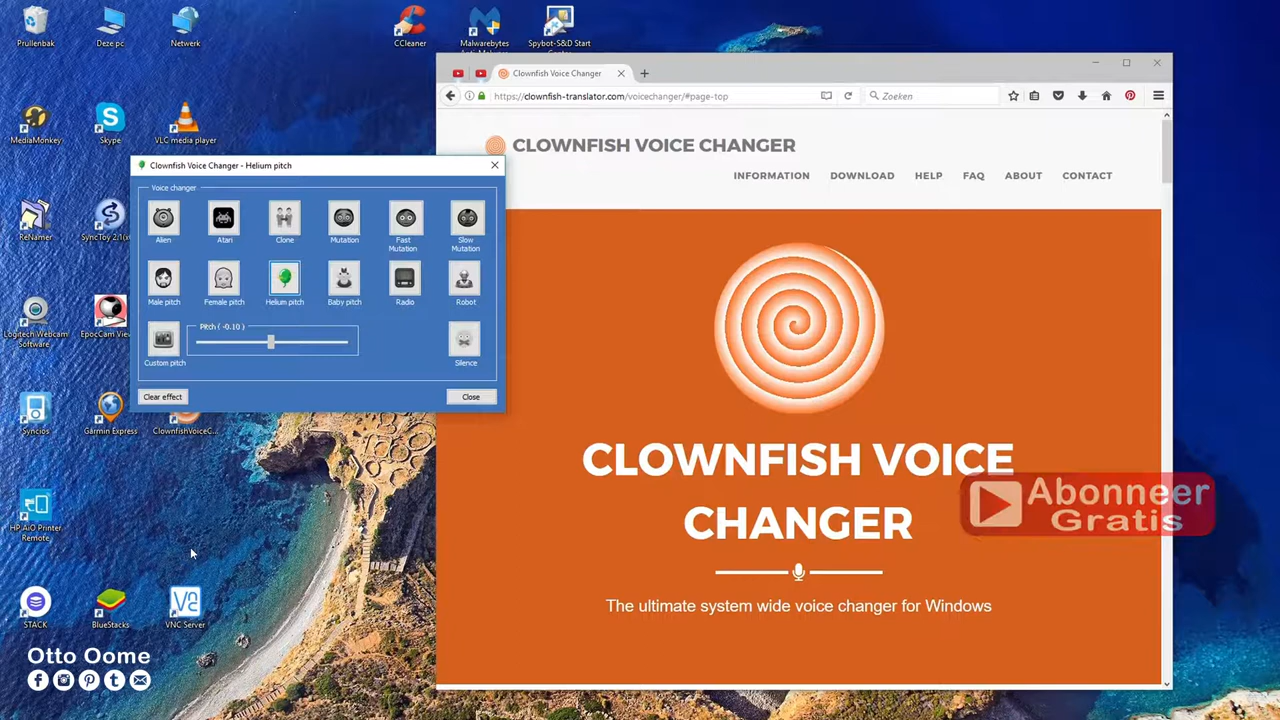 Prullenbak
Deze pc
Netwerk
CCleaner
Malwarebytes
Spybot-S&D Start
MediaMonkey
Skype
VLC media player
ReNamer
SyncToy 2.1(x
Logitech Webcam
Software
EpocCam View
Syncios
Garmin Express
ClownfishVoiceC...
HP AiO Printer
Remote
STACK
BlueStacks
VNC Server
Clownfish Voice Changer - Helium pitch
Voice changer
Alien
Atari
Clone
Mutation
Fast
Mutation
Slow
Mutation
Male pitch
Female pitch
Helium pitch
Baby pitch
Radio
Robot
Custom pitch
Pitch ( -0.10 )
Silence
Clear effect
Close
Clownfish Voice Changer
https://clownfish-translator.com/voicechanger/#page-top
Zoeken
CLOWNFISH VOICE CHANGER
INFORMATION DOWNLOAD HELP FAQ ABOUT CONTACT
CLOWNFISH VOICE
CHANGER
The ultimate system wide voice changer for Windows
Abonneer
Gratis
Otto Oome